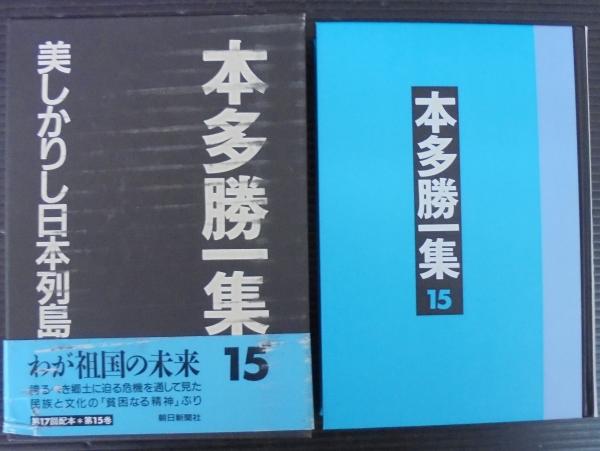 本多勝一集
15
美しかりし日本列島
わが祖国の未来
誇るべき郷土に迫る危機を通して見た
民族と文化の「貧困なる精神」ぶり
第17回配本*第15巻
朝日新聞社
本多勝一集
15